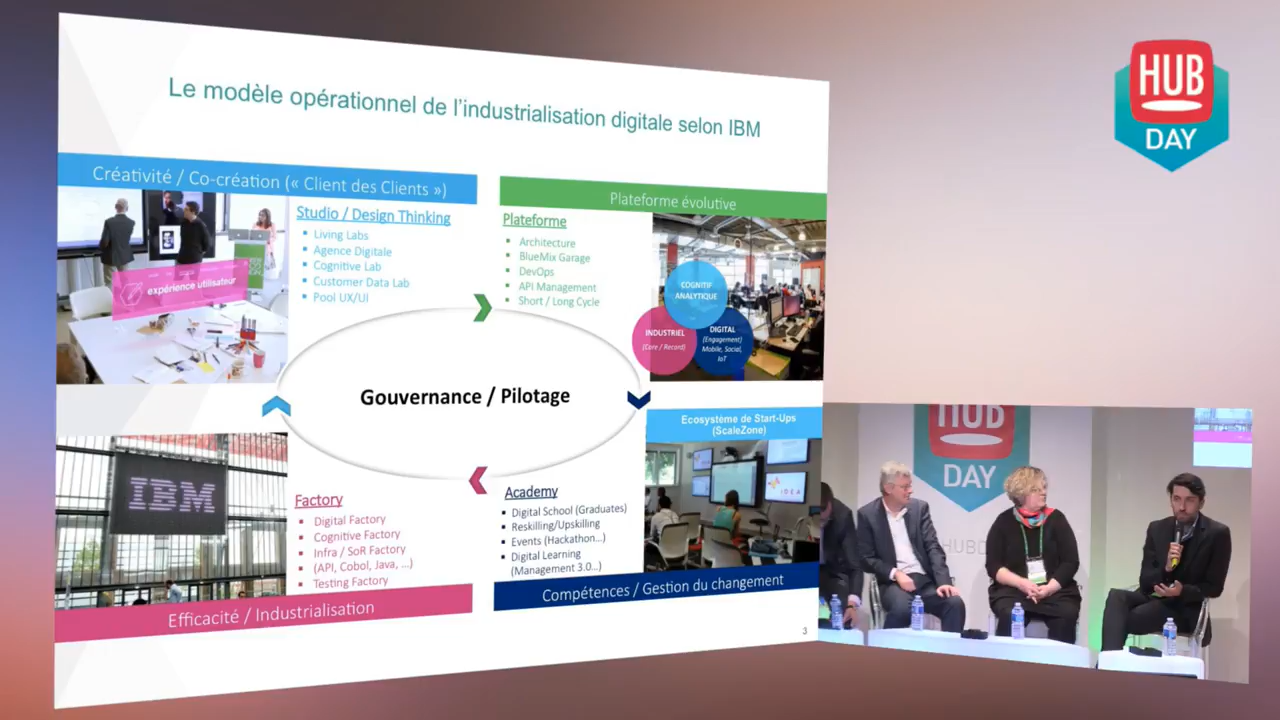 Le modèle opérationnel de l'industrialisation digitale selon IBM
HUB
DAY
Créativité / Co-création (« Client des Clients »)
Studio / Design Thinking
Living Labs
Agence Digitale
Cognitive Lab
Customer Data Lab
Pool UX/UI
expérience utilisateur
Plateforme évolutive
Plateforme
Architecture
BlueMix Garage
DevOps
API Management
Short / Long Cycle
COGNITIF
ANALYTIQUE
INDUSTRIEL
(Core / Record)
DIGITAL
(Engagement)
Mobile, Social,
IoT
Gouvernance / Pilotage
Ecosystème de Start-Ups
(ScaleZone)
IBM
Factory
Digital Factory
Cognitive Factory
Infra / SoR Factory
(API, Cobol, Java, ...)
Testing Factory
Efficacité / Industrialisation
Academy
Digital School (Graduates)
Reskilling/Upskilling
Events (Hackathon...)
Digital Learning
(Management 3.0...)
IDEA
Compétences / Gestion du changement
3
HUB
DAY
HUBD